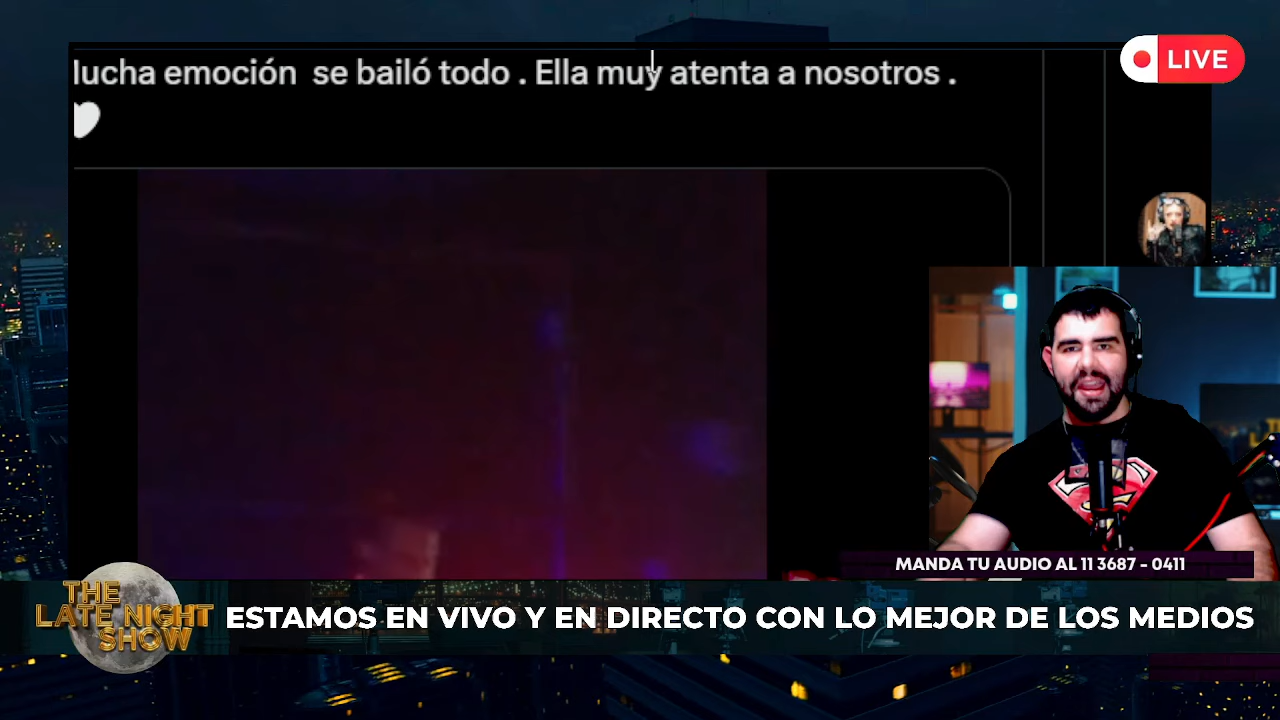 lucha emoción se bailó todo . Ella muy atenta a nosotros .
LIVE
MANDA TU AUDIO AL 11 3687 - 0411
THE
LATE NIGHT
SHOW
ESTAMOS EN VIVO Y EN DIRECTO CON LO MEJOR DE LOS MEDIOS